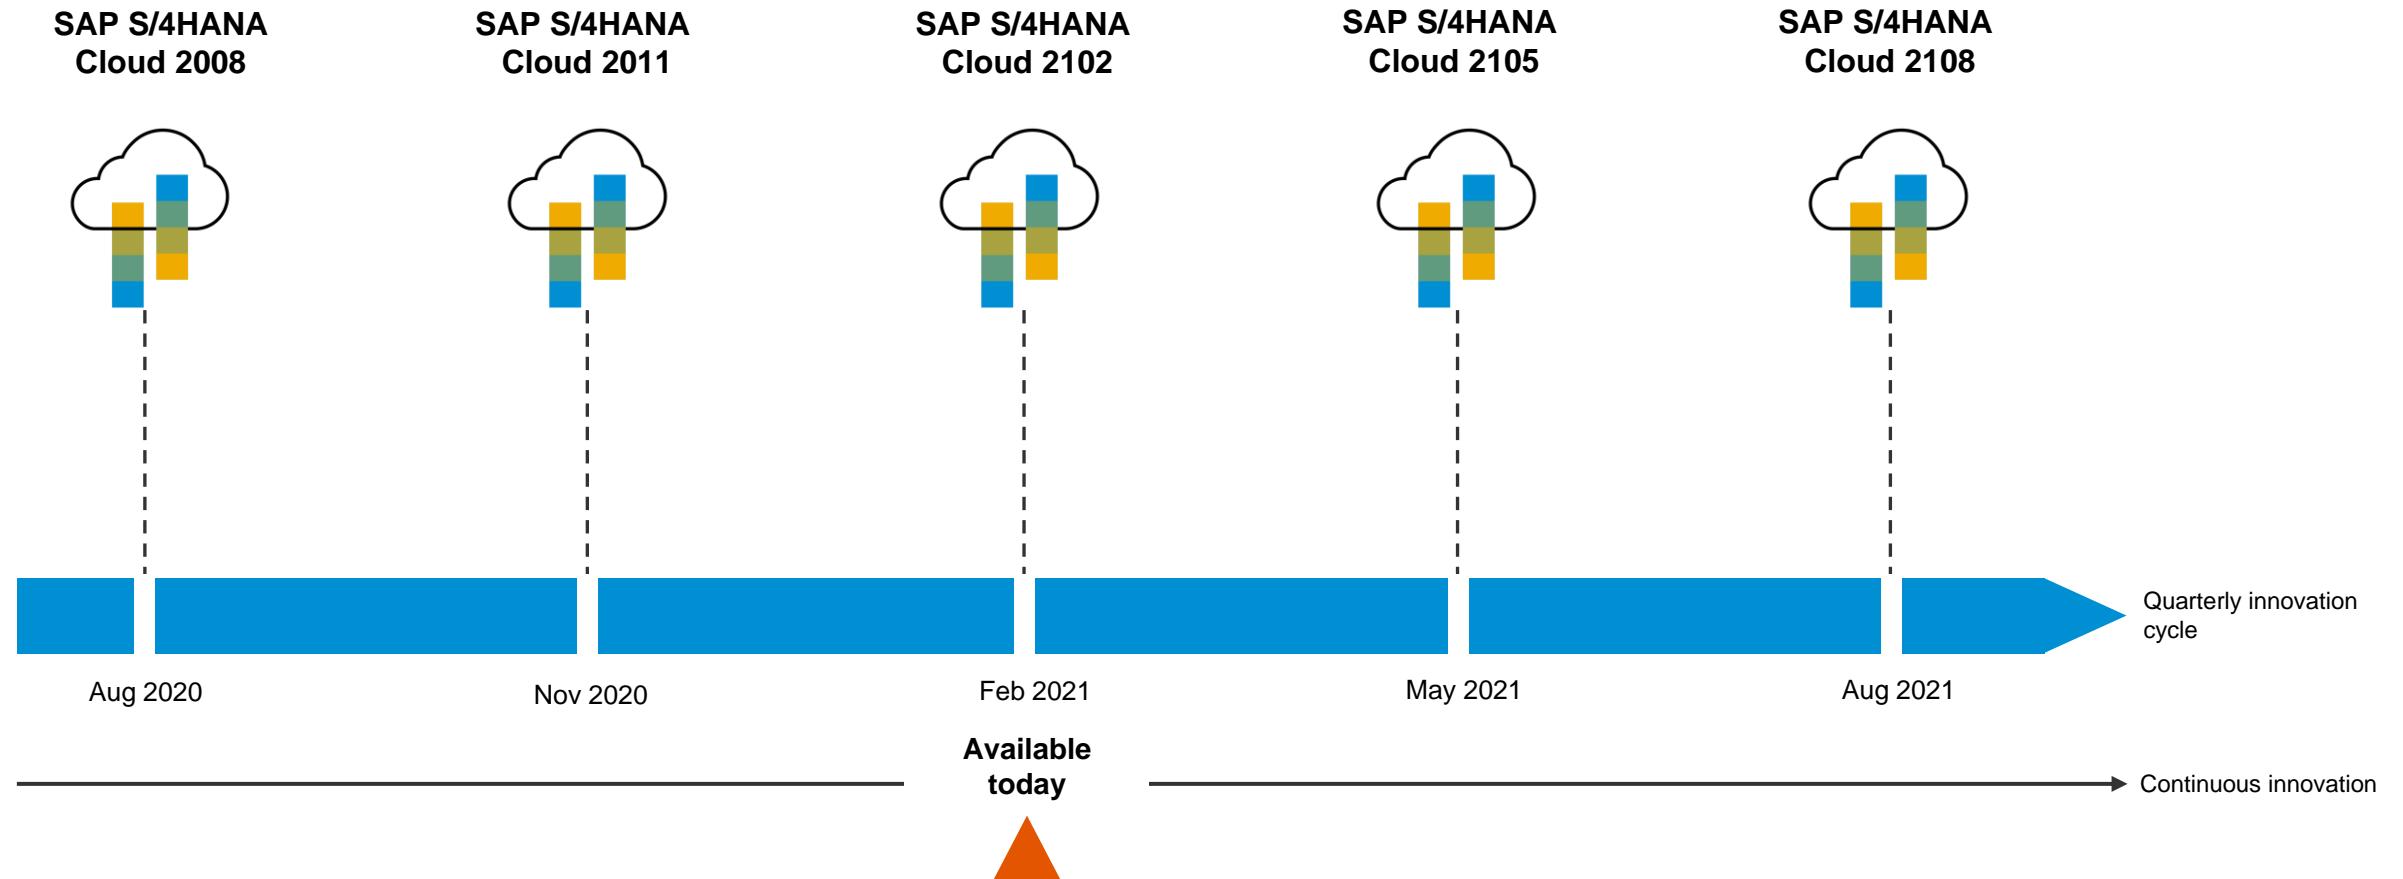 SAP S/4HANA
Cloud 2008
SAP S/4HANA
Cloud 2011
SAP S/4HANA
Cloud 2102
SAP S/4HANA
Cloud 2105
SAP S/4HANA
Cloud 2108
Quarterly innovation
cycle
Aug 2020
Nov 2020
Feb 2021
May 2021
Aug 2021
Available
today
Continuous innovation